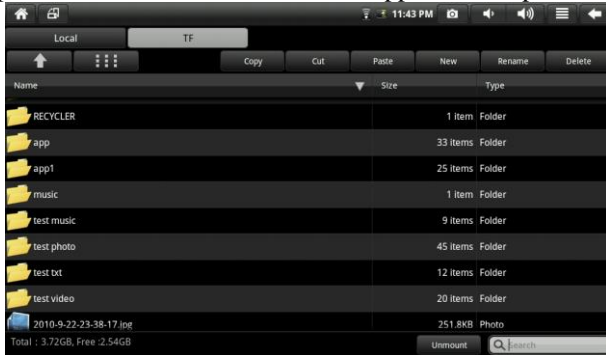 11:43 PM
Local TF
Copy Cut Paste New Rename Delete
Name Size Type
RECYCLER 1 item Folder
app 33 items Folder
app1 25 items Folder
music 1 item Folder
test music 9 items Folder
test photo 45 items Folder
test txt 12 items Folder
test video 20 items Folder
2010-9-22-23-38-17.jpg 251.8KB Photo
Total : 3.72GB, Free :2.54GB Unmount Search